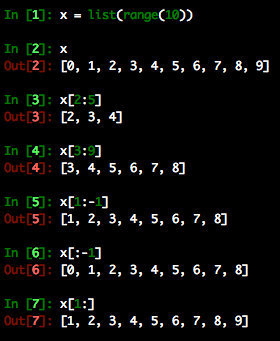 In [1]: x = list(range(10))
In [2]: x
Out[2]: [0, 1, 2, 3, 4, 5, 6, 7, 8, 9]
In [3]: x[2:5]
Out[3]: [2, 3, 4]
In [4]: x[3:9]
Out[4]: [3, 4, 5, 6, 7, 8]
In [5]: x[1:-1]
Out[5]: [1, 2, 3, 4, 5, 6, 7, 8]
In [6]: x[:-1]
Out[6]: [0, 1, 2, 3, 4, 5, 6, 7, 8]
In [7]: x[1:]
Out[7]: [1, 2, 3, 4, 5, 6, 7, 8, 9]